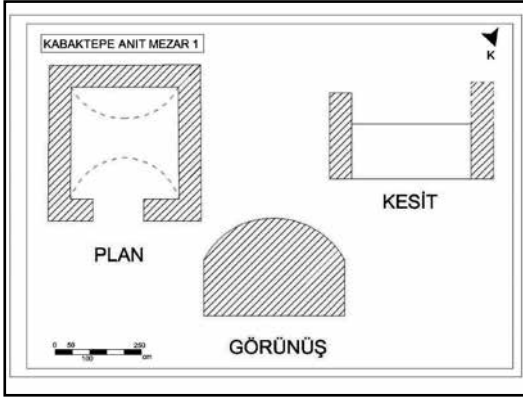 KABAKTEPE ANIT MEZAR 1
K
KESİT
PLAN
GÖRÜNÜŞ
0 50 250
100 cm